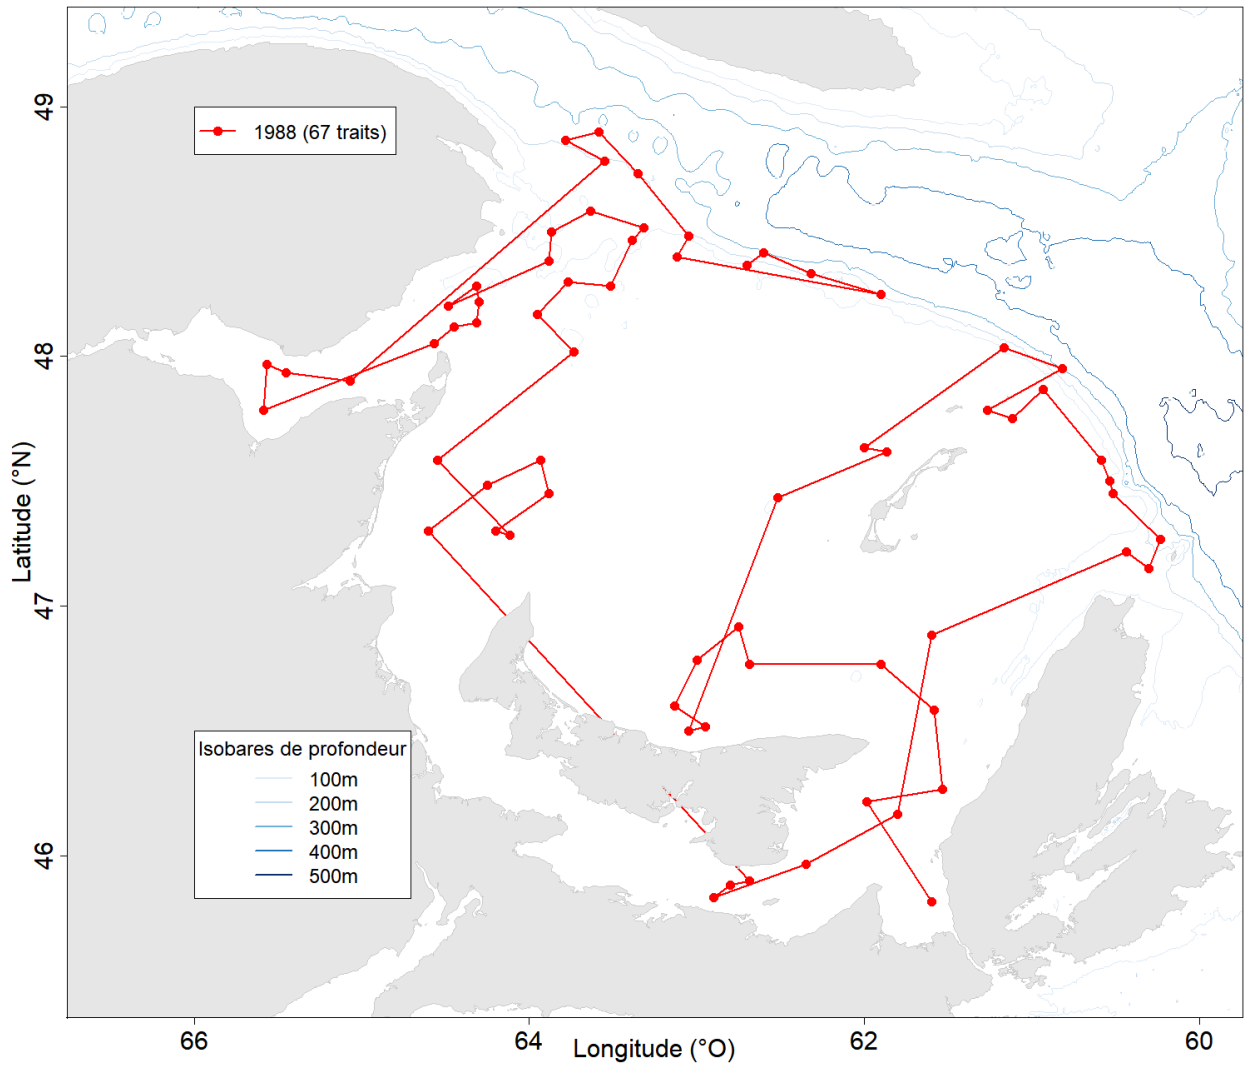 49
1988 (67 traits)
48
Latitude (°N)
47
Isobares de profondeur
100m
200m
300m
400m
500m
46
66
64
62
60
Longitude (°O)